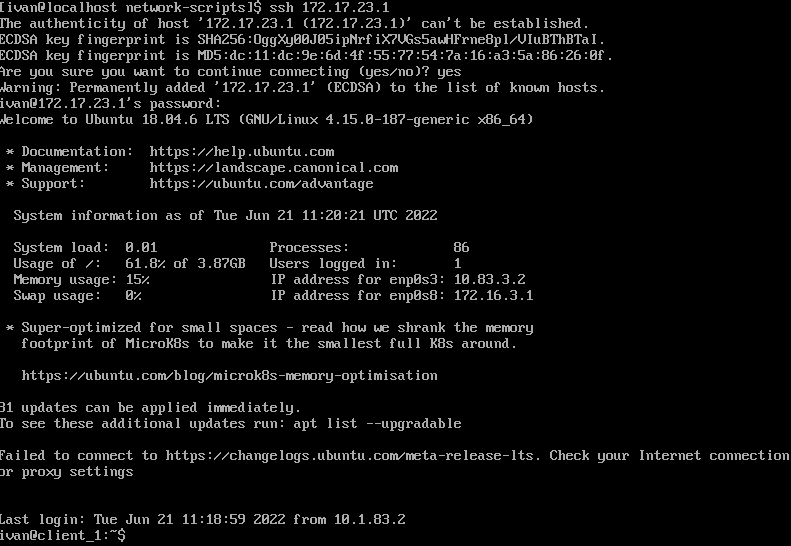 [ivan@localhost network-scripts]$ ssh 172.17.23.1
The authenticity of host '172.17.23.1 (172.17.23.1)' can't be established.
ECDSA key fingerprint is SHA256:OggXy00J05ipNrfiX7VGs5awHFrne8pl/VIuBThBTaI.
ECDSA key fingerprint is MD5:dc:11:dc:9e:6d:4f:55:77:54:7a:16:a3:5a:86:26:0f.
Are you sure you want to continue connecting (yes/no)? yes
Warning: Permanently added '172.17.23.1' (ECDSA) to the list of known hosts.
ivan@172.17.23.1's password:
Welcome to Ubuntu 18.04.6 LTS (GNU/Linux 4.15.0-187-generic x86_64)
* Documentation:  https://help.ubuntu.com
* Management:     https://landscape.canonical.com
* Support:        https://ubuntu.com/advantage
System information as of Tue Jun 21 11:20:21 UTC 2022
System load:  0.01              Processes:             86
Usage of /:   61.8% of 3.87GB   Users logged in:       1
Memory usage: 15%               IP address for enp0s3: 10.83.3.2
Swap usage:   0%                IP address for enp0s8: 172.16.3.1
* Super-optimized for small spaces - read how we shrank the memory
footprint of MicroK8s to make it the smallest full K8s around.
https://ubuntu.com/blog/microk8s-memory-optimisation
81 updates can be applied immediately.
To see these additional updates run: apt list --upgradable
Failed to connect to https://changelogs.ubuntu.com/meta-release-lts. Check your Internet connection
or proxy settings
Last login: Tue Jun 21 11:18:59 2022 from 10.1.83.2
ivan@client_1:~$